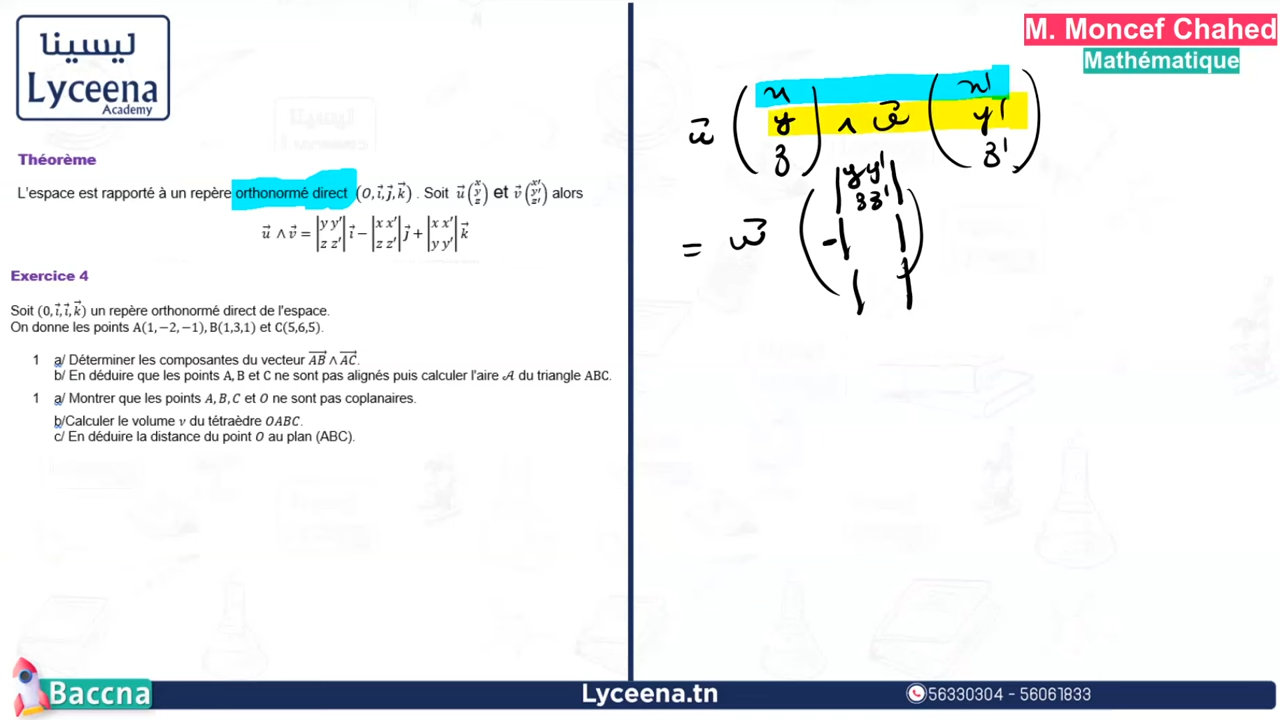 ليسينا
Lyceena
Academy
M. Moncef Chahed
Mathématique
Théorème
L'espace est rapporté à un repère orthonormé direct (O, i⃗, j⃗, k⃗) . Soit u⃗ (x y z) et v⃗ (x' y' z') alors
u⃗ ∧ v⃗ = |y y' z z'| i⃗ − |x x' z z'| j⃗ + |x x' y y'| k⃗
Exercice 4
Soit (0, i⃗, i⃗, k⃗) un repère orthonormé direct de l'espace.
On donne les points A(1,−2,−1), B(1,3,1) et C(5,6,5).
1 a/ Déterminer les composantes du vecteur AB⃗ ∧ AC⃗.
b/ En déduire que les points A, B et C ne sont pas alignés puis calculer l'aire 𝒜 du triangle ABC.
1 a/ Montrer que les points A, B, C et O ne sont pas coplanaires.
b/Calculer le volume v du tétraèdre OABC.
c/ En déduire la distance du point O au plan (ABC).
u⃗ (x y z) ∧ v⃗ (x' y' z')
= w⃗ (|y y' z z'| -| | | |)
Baccna
Lyceena.tn
56330304 - 56061833